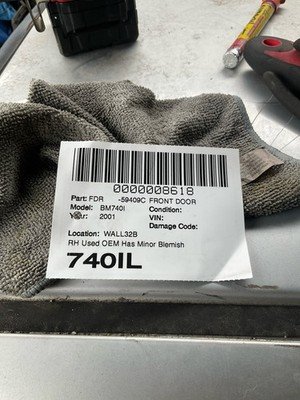 0000008618
Part: FDR -59409C FRONT DOOR
Model: BM740I Condition:
Year: 2001 VIN:
Damage Code:
Location: WALL32B
RH Used OEM Has Minor Blemish
740IL